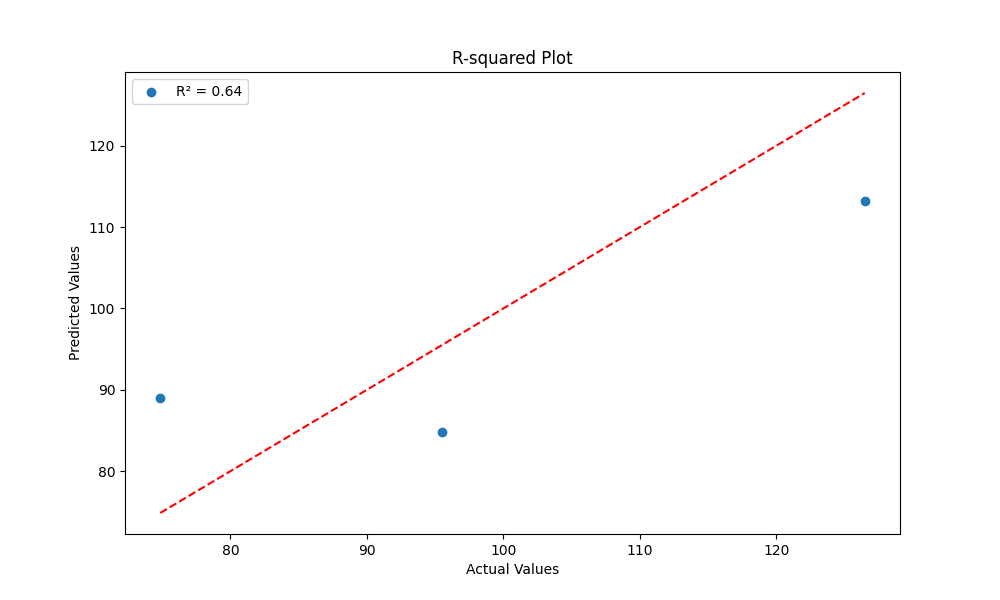 R-squared Plot
R² = 0.64
120
110
100
90
80
Predicted Values
80
90
100
110
120
Actual Values